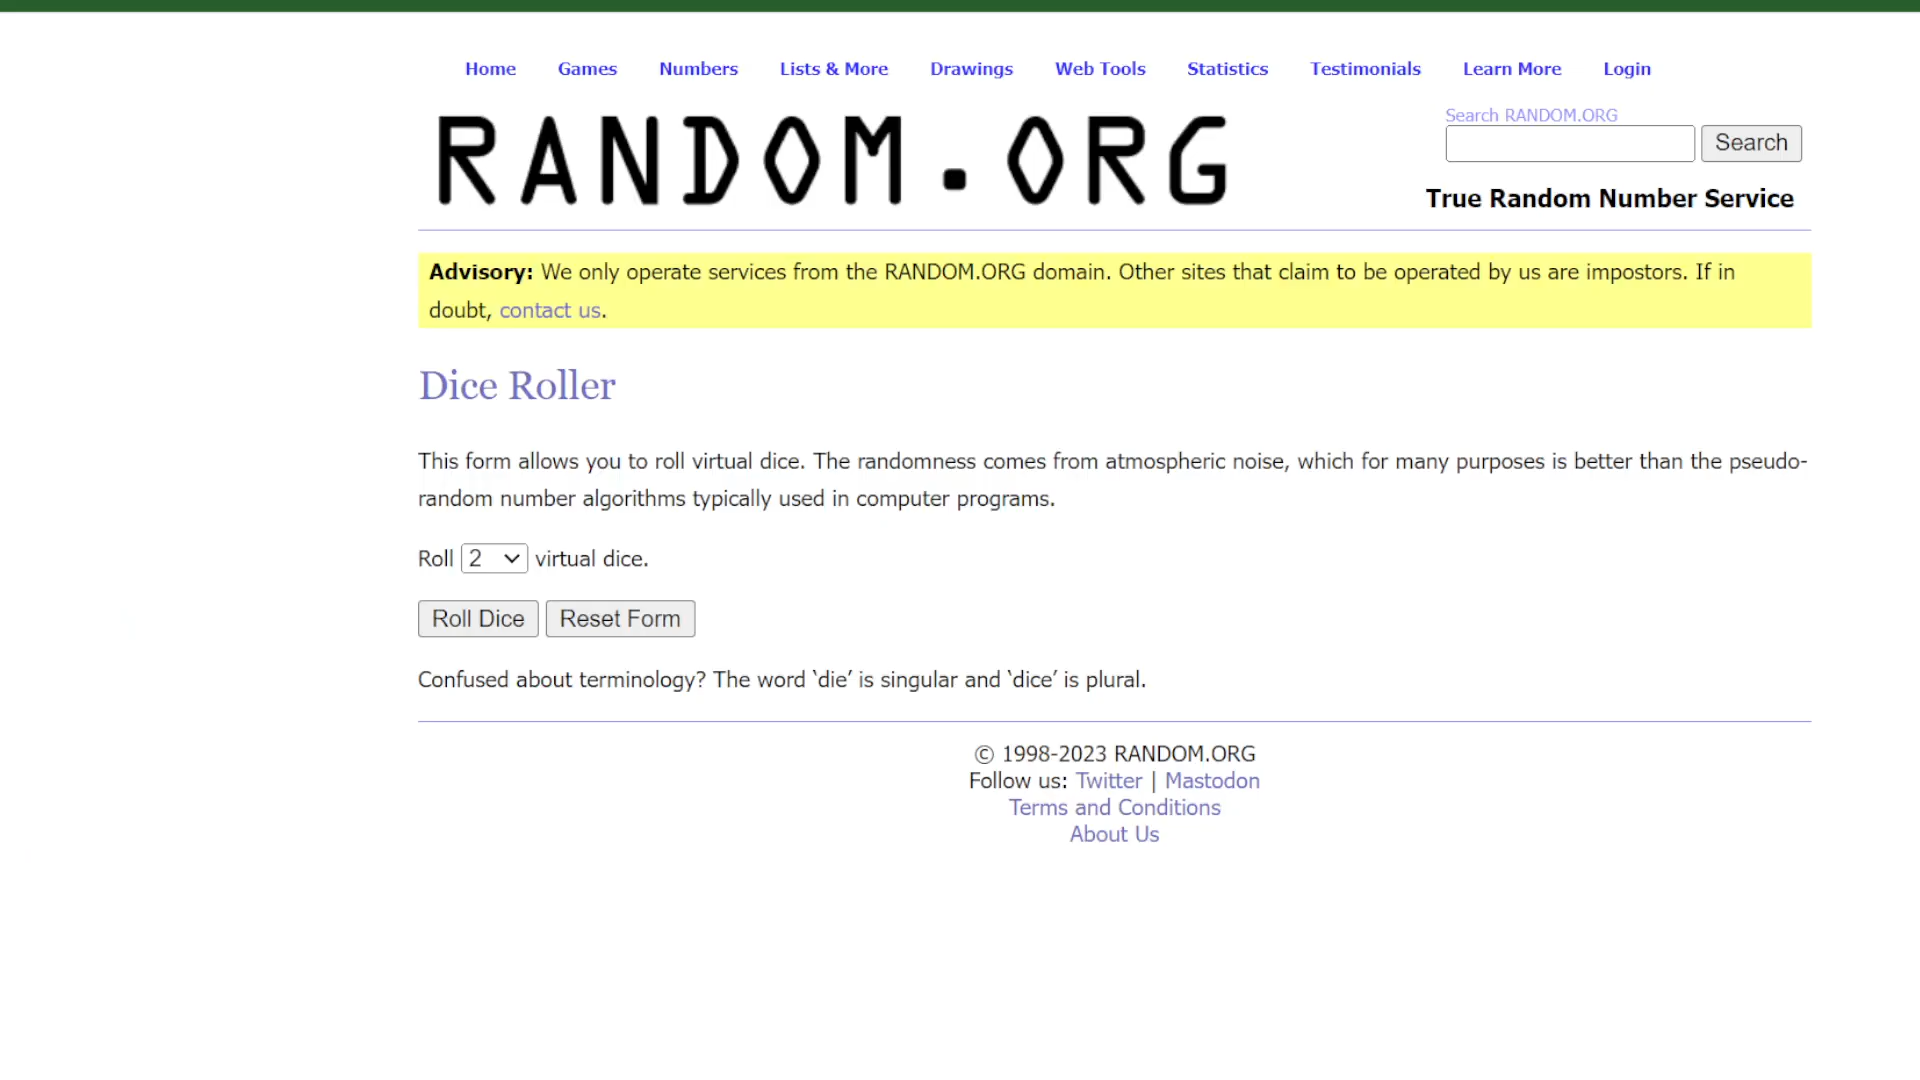 Home Games Numbers Lists & More Drawings Web Tools Statistics Testimonials Learn More Login
RANDOM.ORG
Search RANDOM.ORG
Search
True Random Number Service
Advisory: We only operate services from the RANDOM.ORG domain. Other sites that claim to be operated by us are impostors. If in
doubt, contact us.
Dice Roller
This form allows you to roll virtual dice. The randomness comes from atmospheric noise, which for many purposes is better than the pseudo-
random number algorithms typically used in computer programs.
Roll 2 virtual dice.
Roll Dice Reset Form
Confused about terminology? The word ‘die’ is singular and ‘dice’ is plural.
© 1998-2023 RANDOM.ORG
Follow us: Twitter | Mastodon
Terms and Conditions
About Us